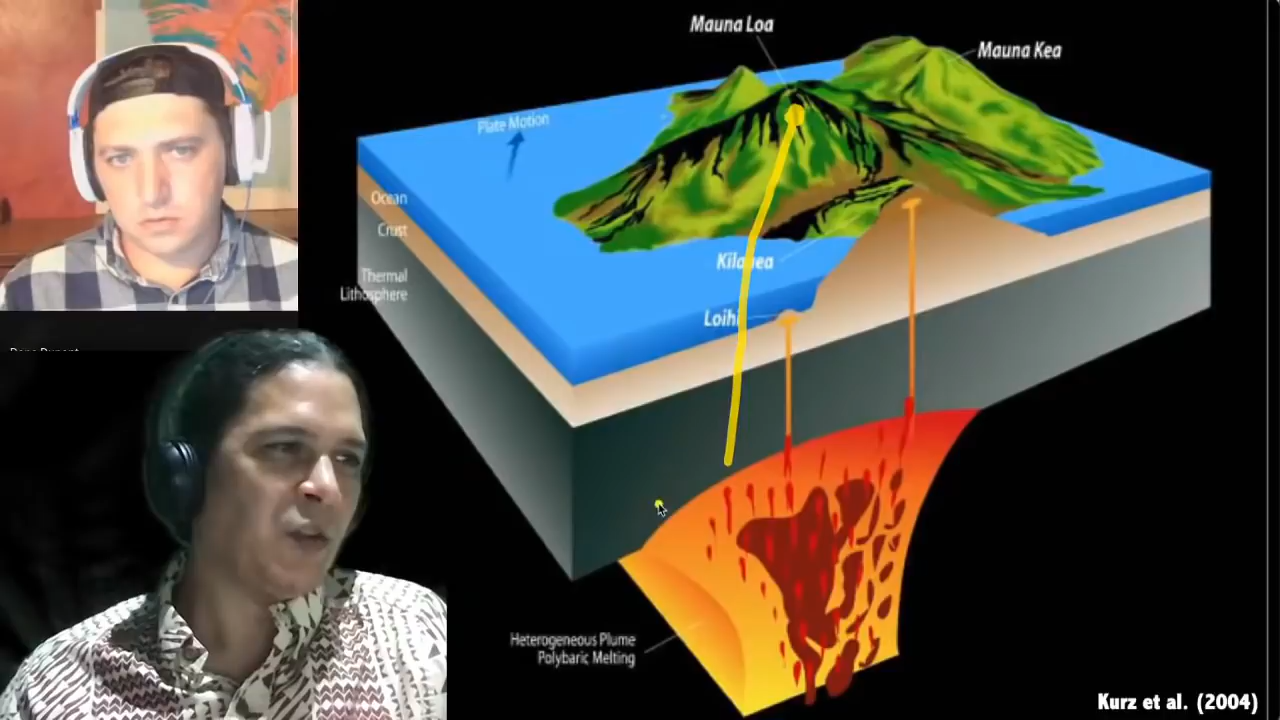 Mauna Loa
Mauna Kea
Plate Motion
Ocean
Crust
Thermal
Lithosphere
Kilauea
Loihi
Heterogeneous Plume
Polybaric Melting
Kurz et al. (2004)